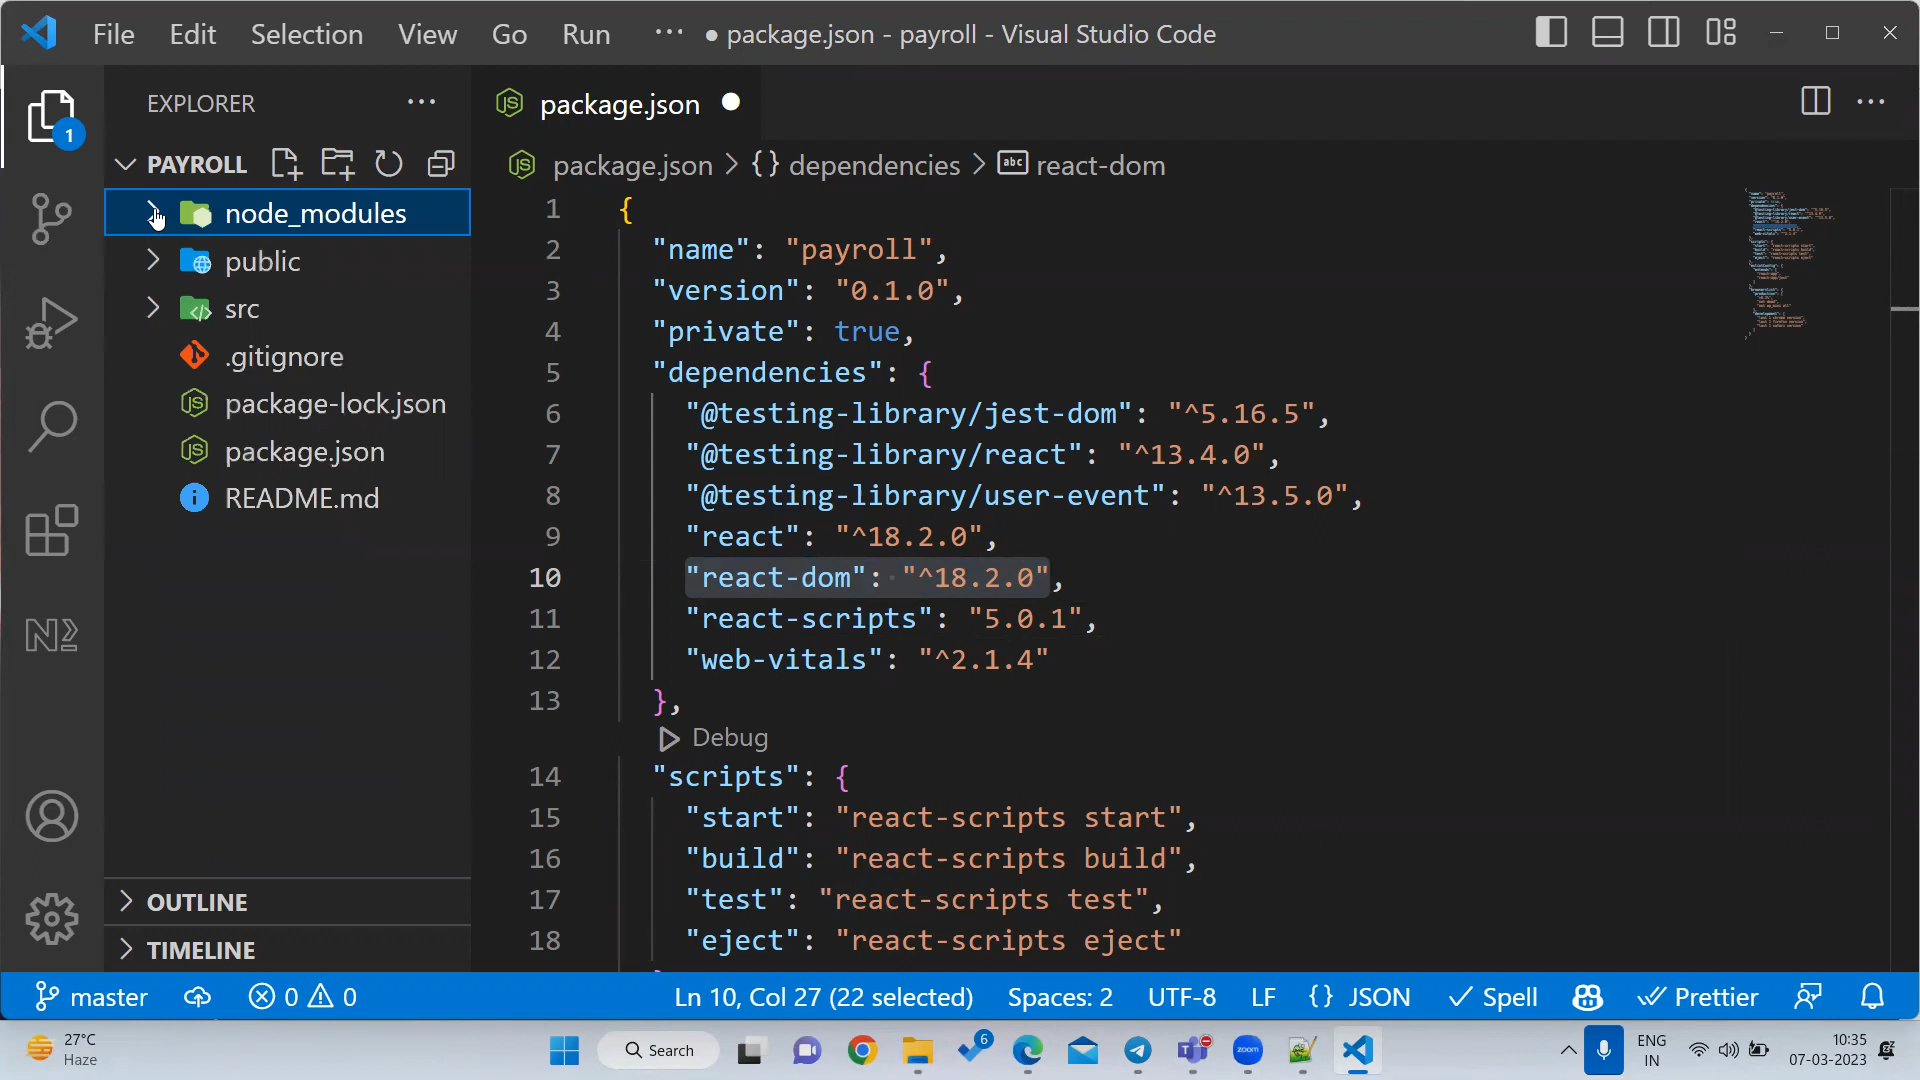 File Edit Selection View Go Run ··· ● package.json - payroll - Visual Studio Code
EXPLORER ···
1
PAYROLL
node_modules
public
src
.gitignore
package-lock.json
package.json
README.md
OUTLINE
TIMELINE
package.json
package.json > {} dependencies > abc react-dom
1 {
2 "name": "payroll",
3 "version": "0.1.0",
4 "private": true,
5 "dependencies": {
6 "@testing-library/jest-dom": "^5.16.5",
7 "@testing-library/react": "^13.4.0",
8 "@testing-library/user-event": "^13.5.0",
9 "react": "^18.2.0",
10 "react-dom": "^18.2.0",
11 "react-scripts": "5.0.1",
12 "web-vitals": "^2.1.4"
13 },
Debug
14 "scripts": {
15 "start": "react-scripts start",
16 "build": "react-scripts build",
17 "test": "react-scripts test",
18 "eject": "react-scripts eject"
master 0 0 Ln 10, Col 27 (22 selected) Spaces: 2 UTF-8 LF {} JSON Spell Prettier
27°C
Haze
Search
6
zoom
ENG
IN
10:35
07-03-2023